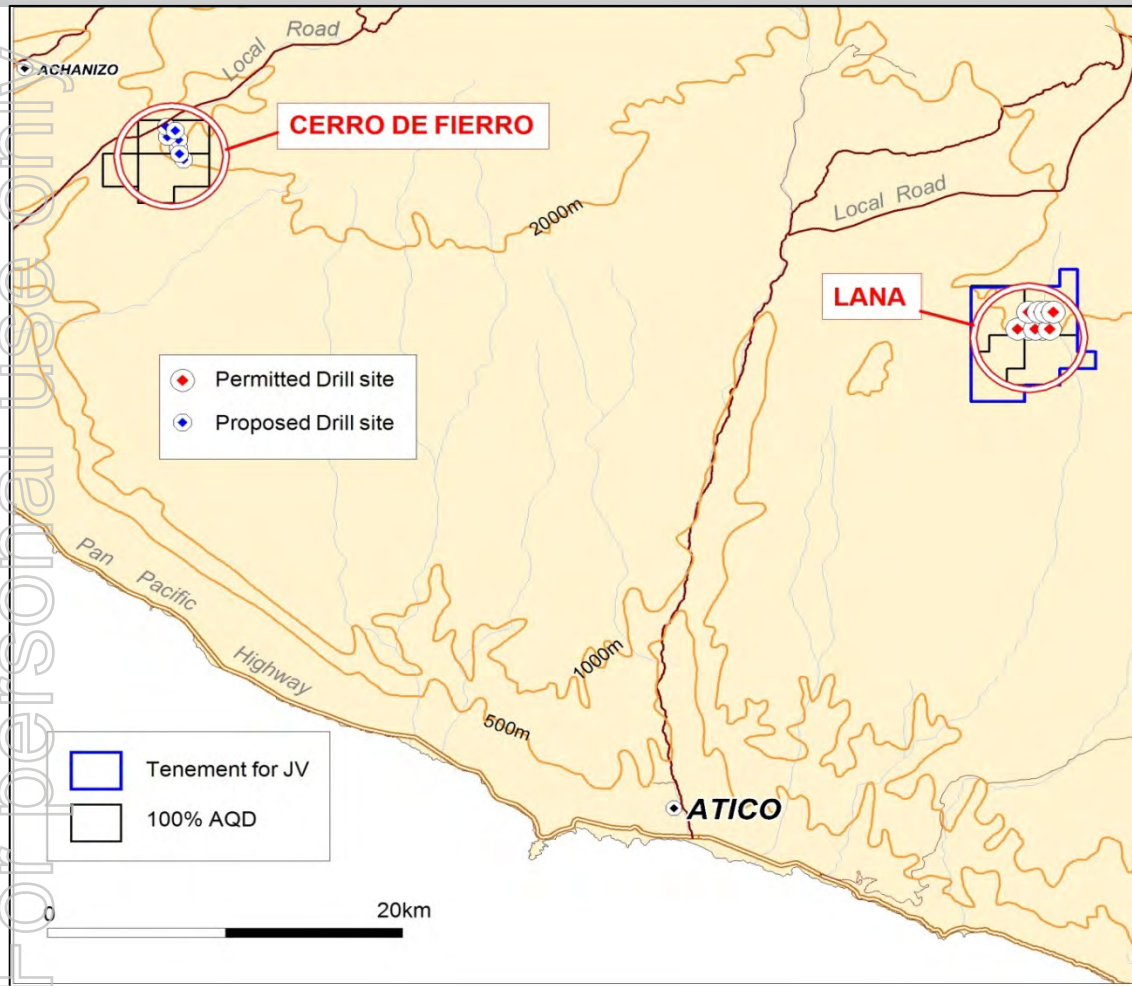 For personal use only
ACHANIZO
Local Road
CERRO DE FIERRO
2000m
Local Road
LANA
Permitted Drill site
Proposed Drill site
Pan Pacific Highway
1000m
500m
Tenement for JV
100% AQD
ATICO
0 20km